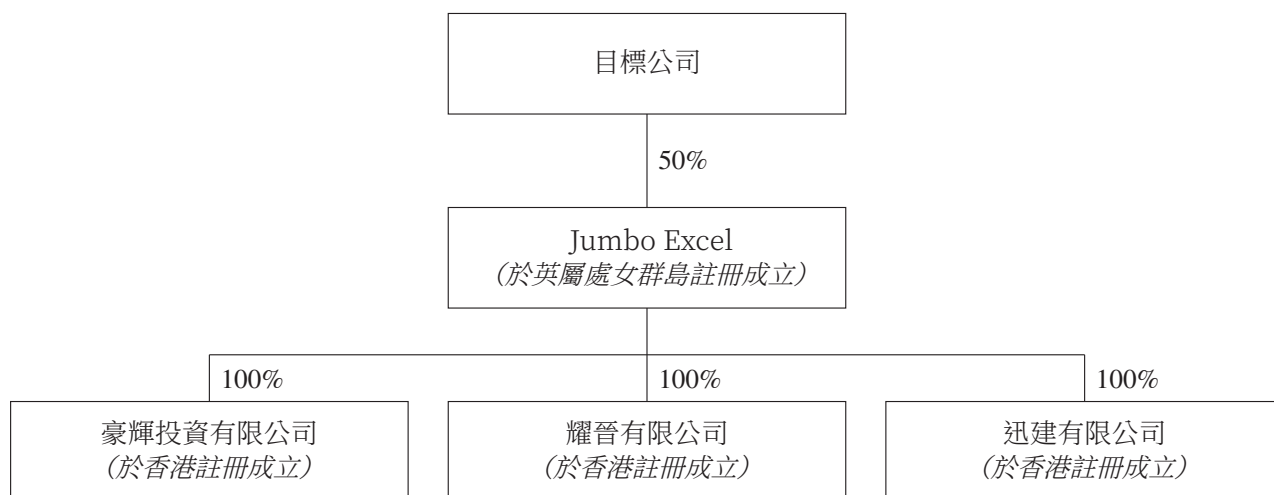 目標公司
50%
Jumbo Excel
（於英屬處女群島註冊成立）
100%
100%
100%
豪輝投資有限公司
（於香港註冊成立）
耀晉有限公司
（於香港註冊成立）
迅建有限公司
（於香港註冊成立）